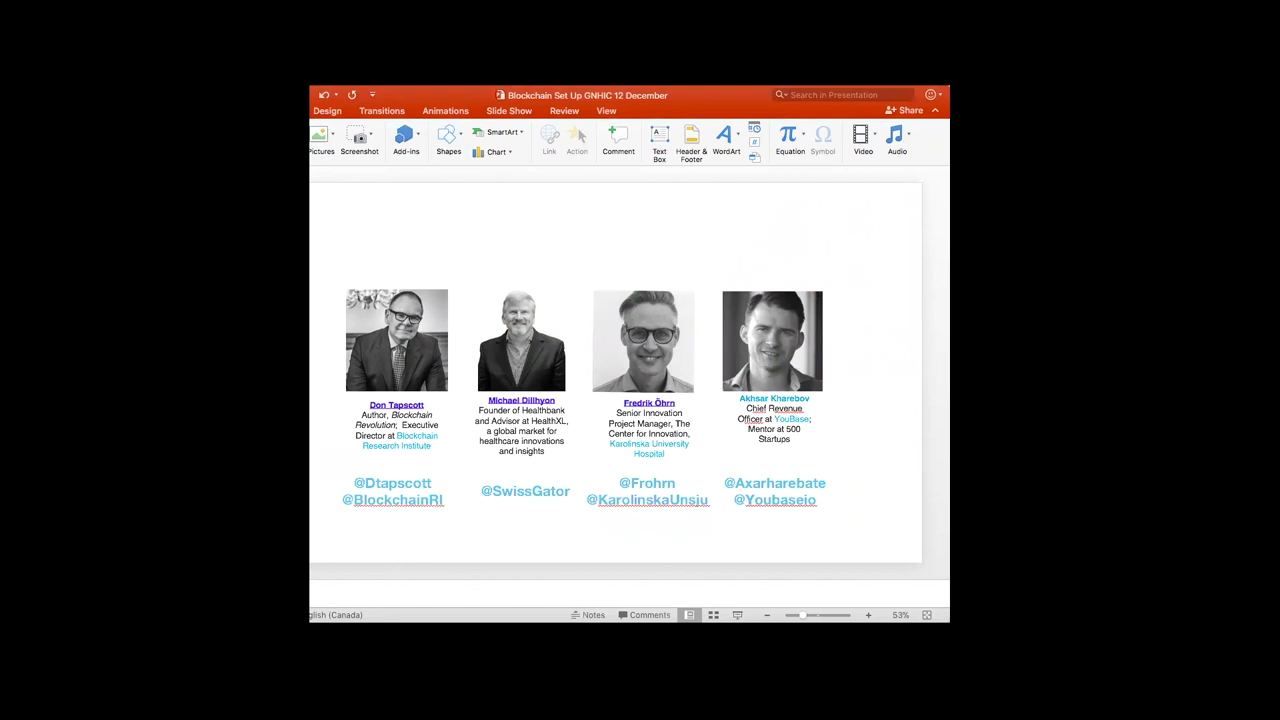 Blockchain Set Up GNHIC 12 December
Search in Presentation
Design Transitions Animations Slide Show Review View
Share
Pictures Screenshot Add-ins Shapes SmartArt Chart Link Action Comment Text Box Header & Footer WordArt Equation Symbol Video Audio
Don Tapscott
Author, Blockchain
Revolution; Executive
Director at Blockchain
Research Institute
@Dtapscott
@BlockchainRI
Michael Dillhyon
Founder of Healthbank
and Advisor at HealthXL,
a global market for
healthcare innovations
and insights
@SwissGator
Fredrik Öhrn
Senior Innovation
Project Manager, The
Center for Innovation,
Karolinska University
Hospital
@Frohrn
@KarolinskaUnsju
Akhsar Kharebov
Chief Revenue
Officer at YouBase;
Mentor at 500
Startups
@Axarharebate
@Youbaseio
glish (Canada)
Notes Comments 53%